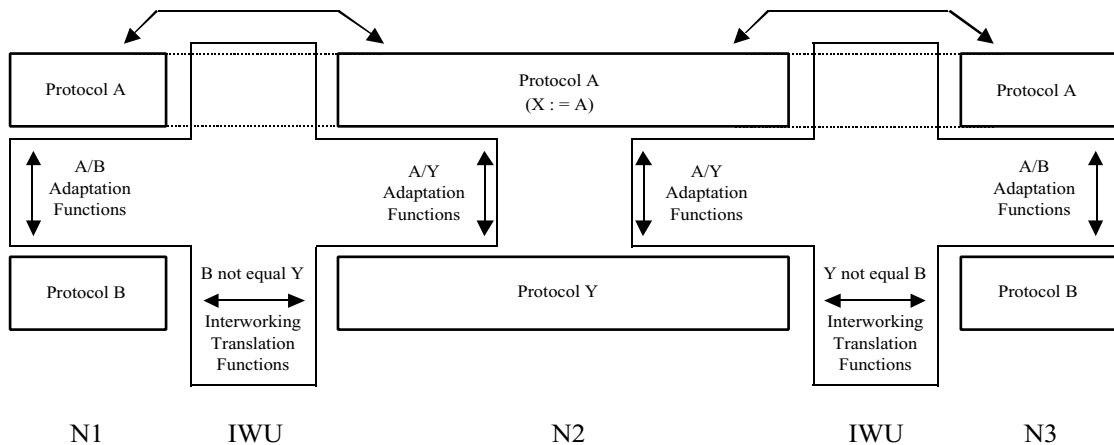 Protocol A
Protocol A
(X : = A)
Protocol A
A/B
Adaptation
Functions
A/Y
Adaptation
Functions
A/Y
Adaptation
Functions
A/B
Adaptation
Functions
Protocol B
B not equal Y
Interworking
Translation
Functions
Protocol Y
Y not equal B
Interworking
Translation
Functions
Protocol B
N1
IWU
N2
IWU
N3